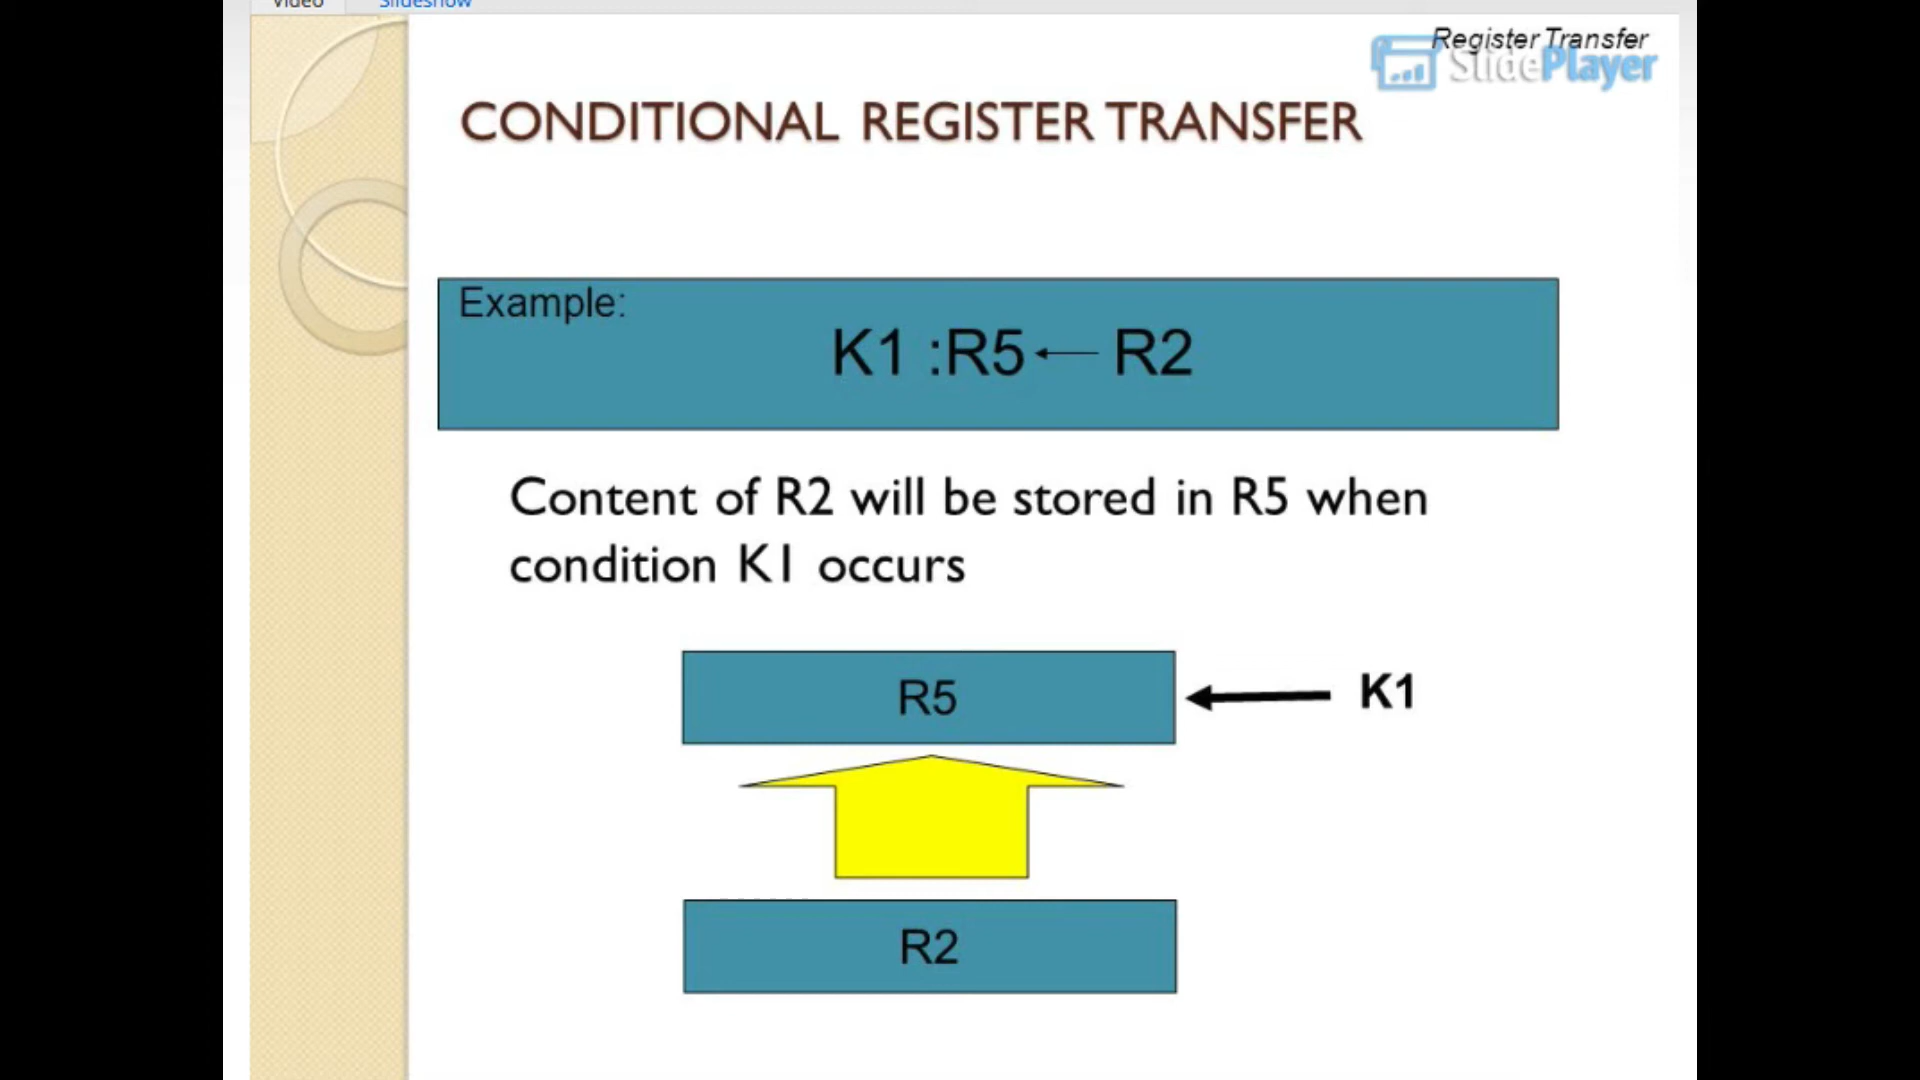 Video Slideshow
Register Transfer
SlidePlayer
CONDITIONAL REGISTER TRANSFER
Example:
K1 :R5 ← R2
Content of R2 will be stored in R5 when
condition K1 occurs
R5
K1
R2